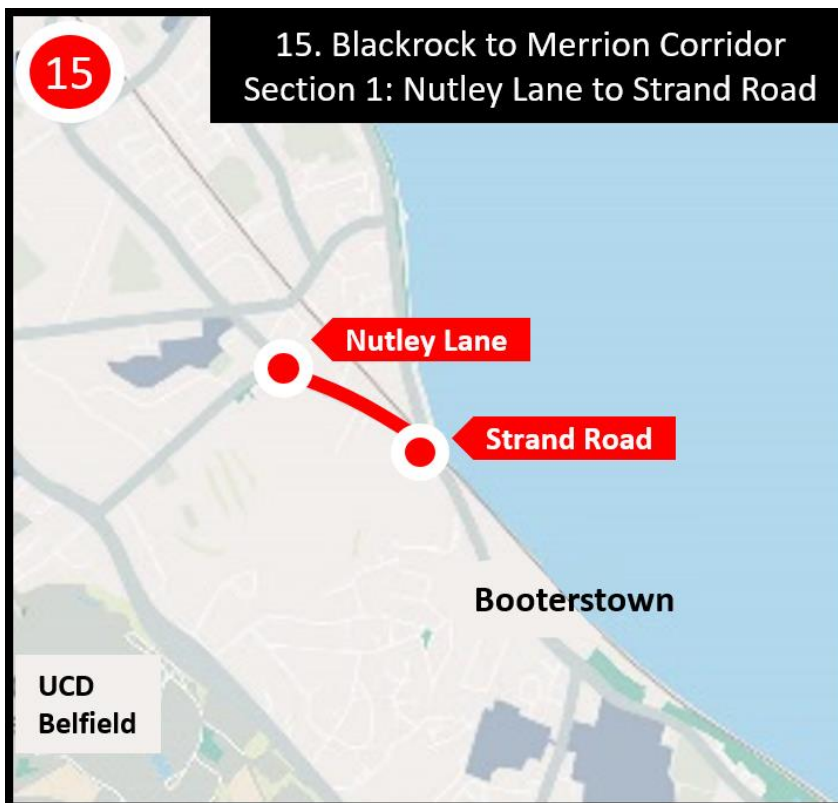 15
15. Blackrock to Merrion Corridor
Section 1: Nutley Lane to Strand Road
Nutley Lane
Strand Road
Booterstown
UCD
Belfield